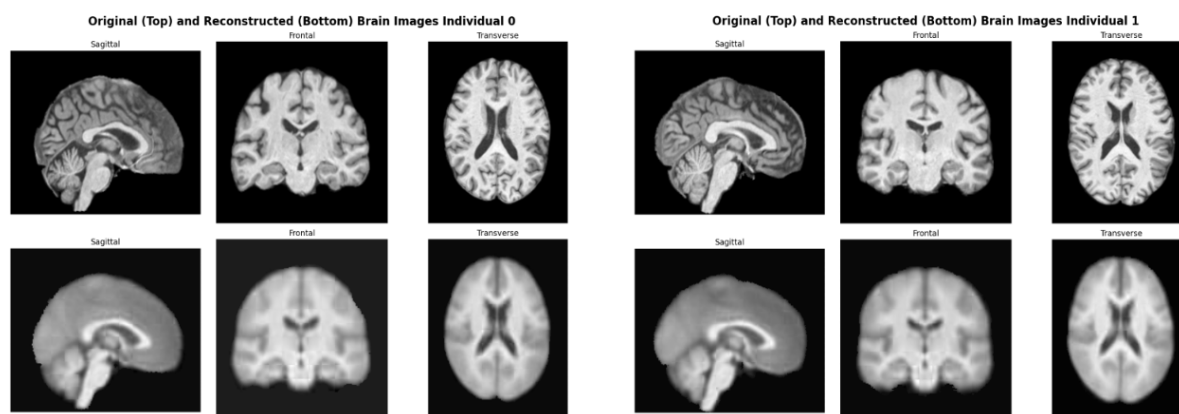 Original (Top) and Reconstructed (Bottom) Brain Images Individual 0
Sagittal
Frontal
Transverse
Sagittal
Frontal
Transverse
Original (Top) and Reconstructed (Bottom) Brain Images Individual 1
Sagittal
Frontal
Transverse
Sagittal
Frontal
Transverse